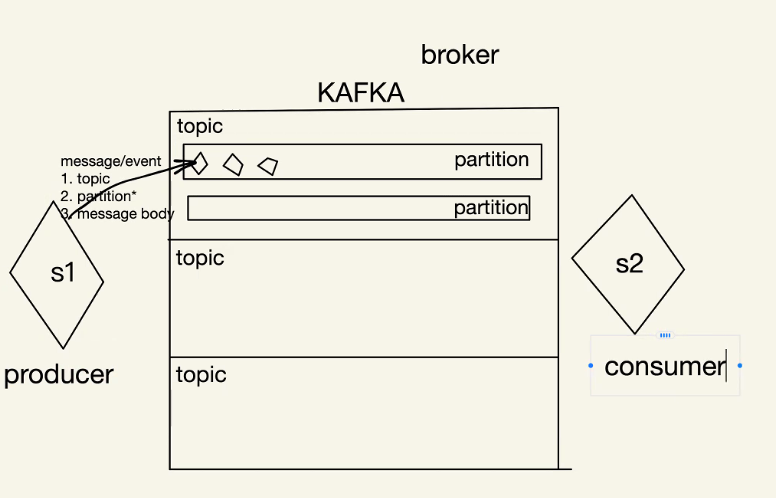 broker
KAFKA
topic
message/event
1. topic
2. partition*
3. message body
partition
partition
s1
topic
s2
producer
topic
consumer